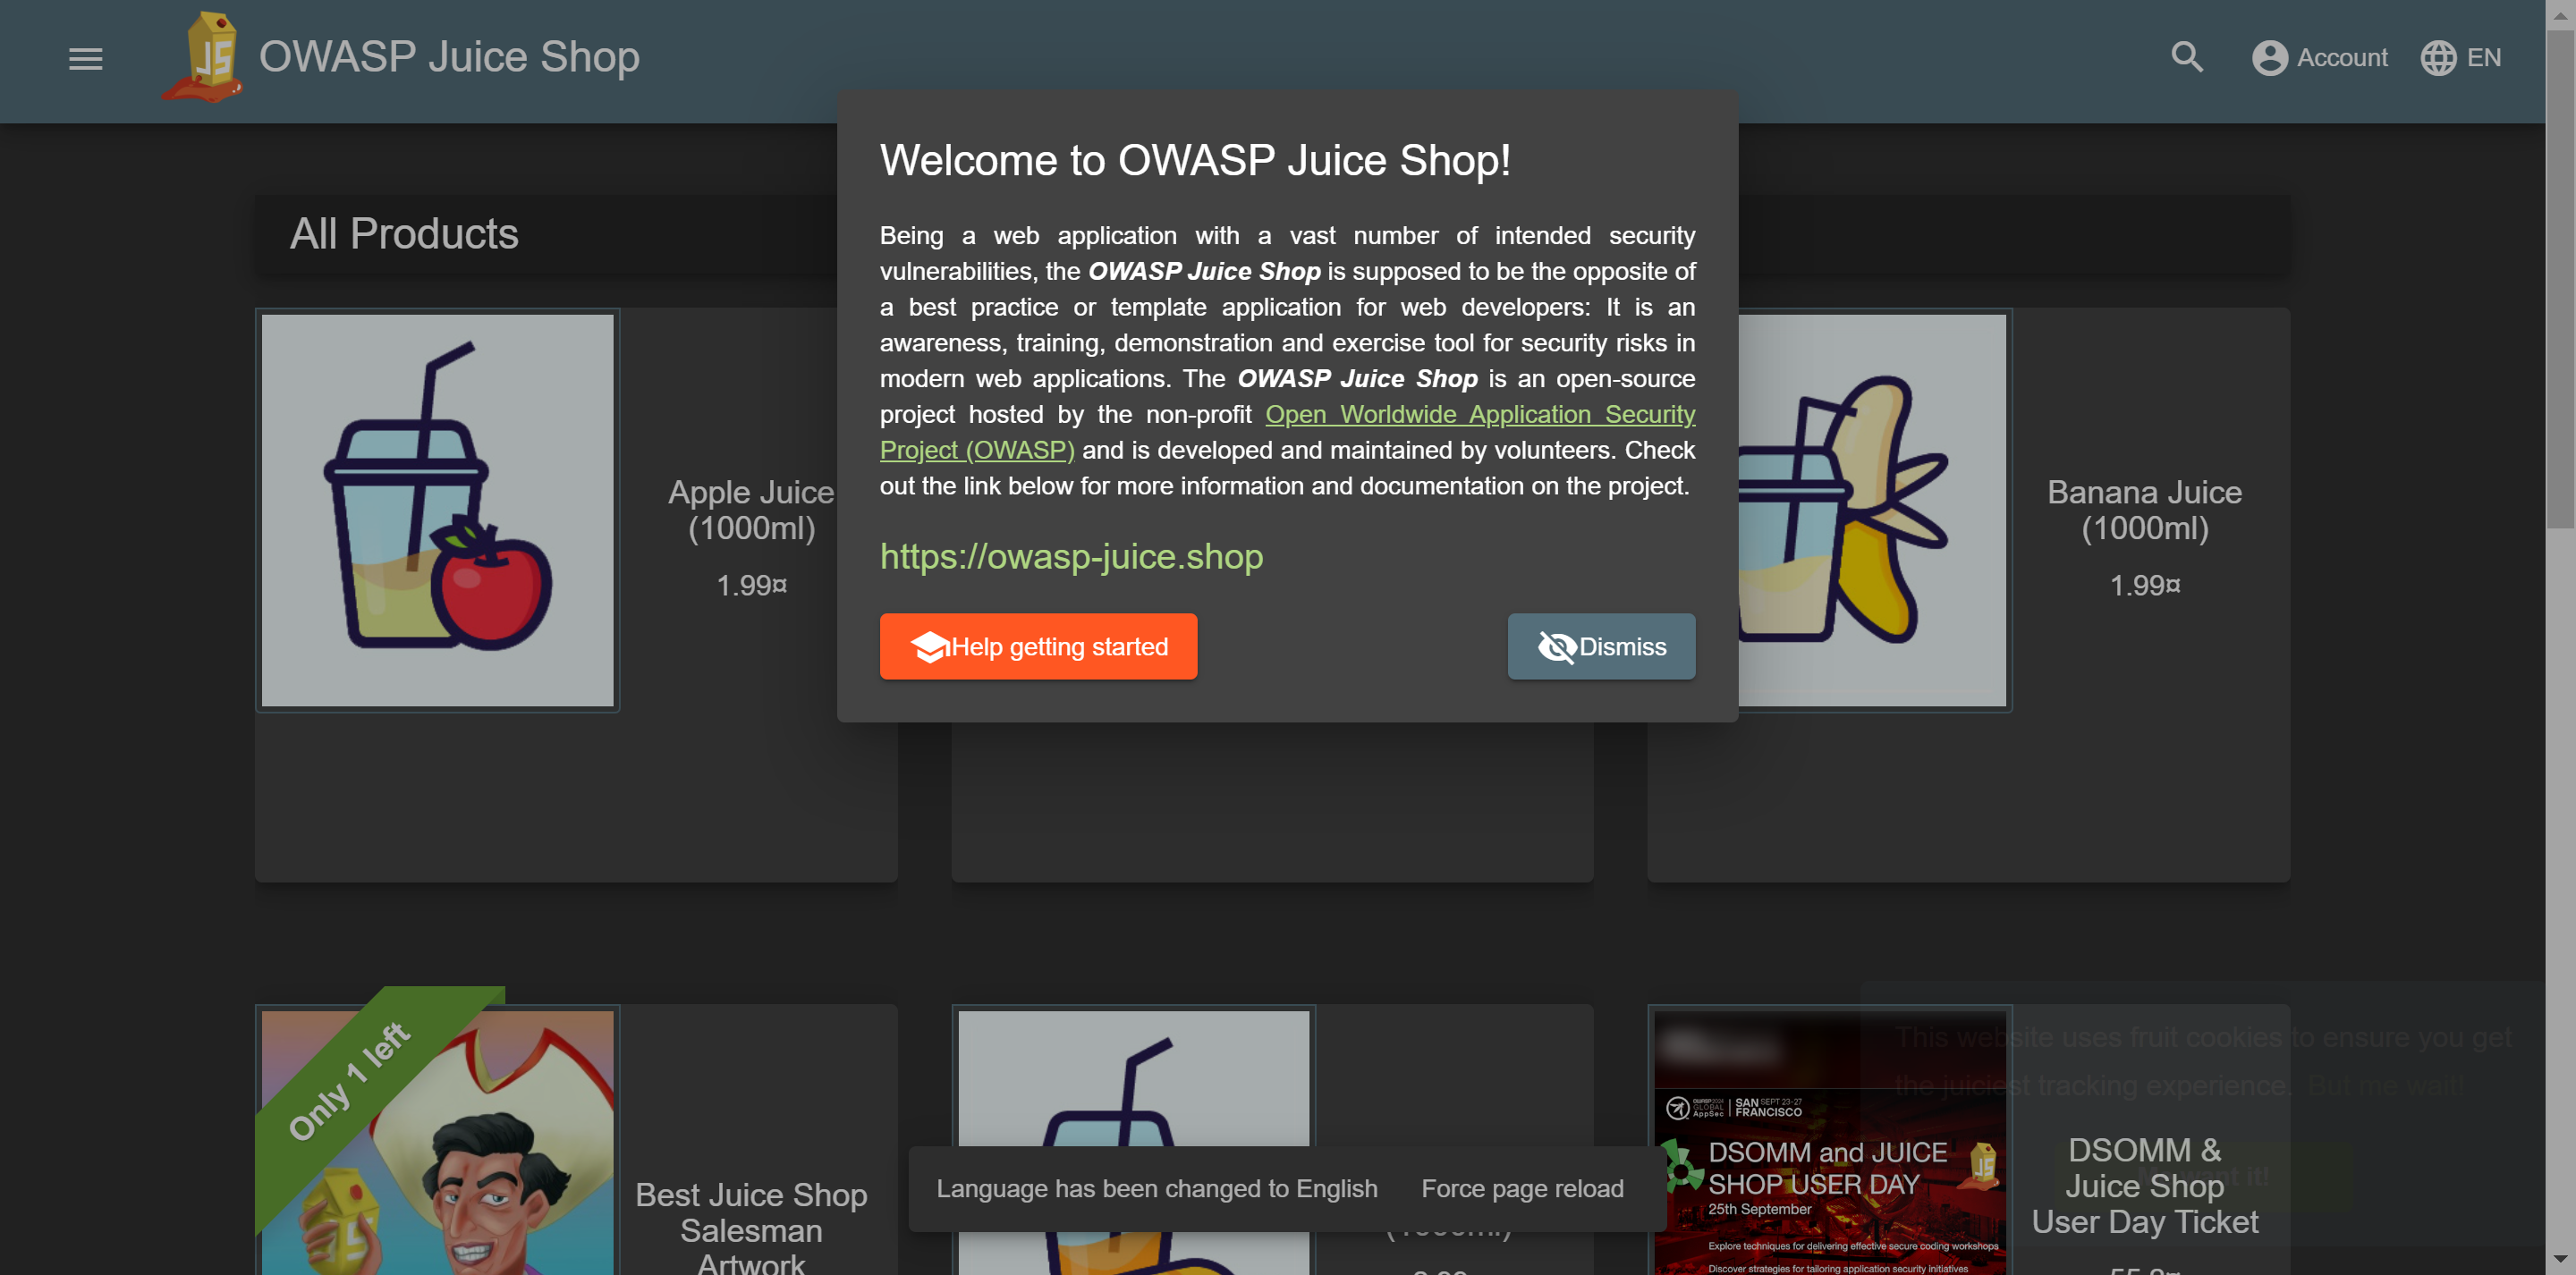 OWASP Juice Shop
Account
EN
Welcome to OWASP Juice Shop!
Being a web application with a vast number of intended security
vulnerabilities, the OWASP Juice Shop is supposed to be the opposite of
a best practice or template application for web developers: It is an
awareness, training, demonstration and exercise tool for security risks in
modern web applications. The OWASP Juice Shop is an open-source
project hosted by the non-profit Open Worldwide Application Security
Project (OWASP) and is developed and maintained by volunteers. Check
out the link below for more information and documentation on the project.
https://owasp-juice.shop
Help getting started
Dismiss
All Products
Apple Juice
(1000ml)
1.99¤
Banana Juice
(1000ml)
1.99¤
Only 1 left
JS
Best Juice Shop
Salesman
Artwork
Language has been changed to English
Force page reload
This website uses fruit cookies to ensure you get
the juiciest tracking experience. But me wait!
Me want it!
GLOBAL
AppSec
SAN SEPT 23-27
FRANCISCO
DSOMM and JUICE
SHOP USER DAY
25th September
Explore techniques for delivering effective secure coding workshops
Discover strategies for tailoring application security initiatives
DSOMM &
Juice Shop
User Day Ticket